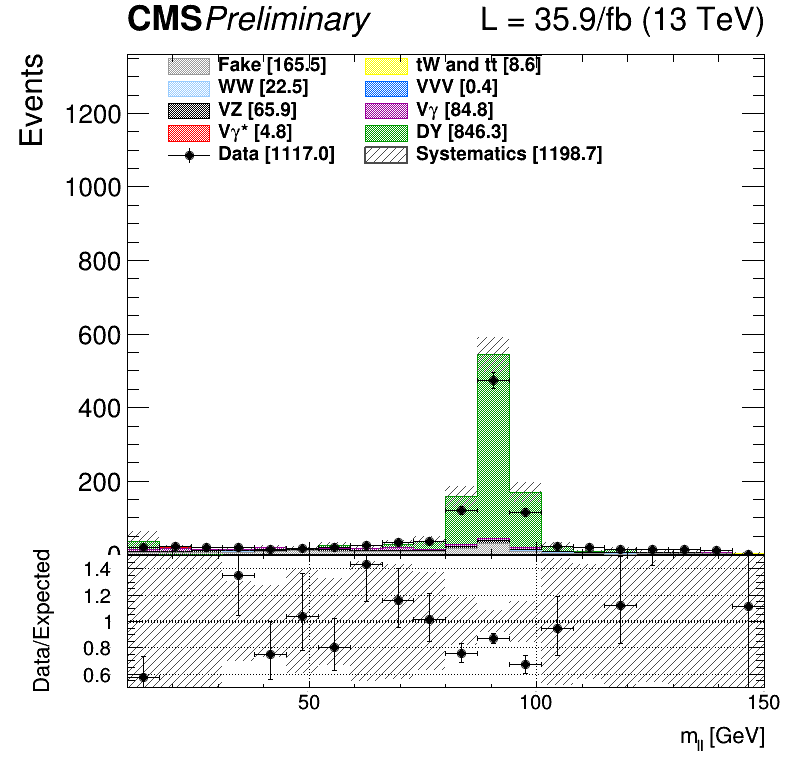 CMS Preliminary L = 35.9/fb (13 TeV)
Events
Fake [165.5] tW and tt̄ [8.6]
WW [22.5] VVV [0.4]
VZ [65.9] Vγ [84.8]
Vγ* [4.8] DY [846.3]
Data [1117.0] Systematics [1198.7]
1200
1000
800
600
400
200
0
Data/Expected
1.4
1.2
1
0.8
0.6
50 100 150
m_ll [GeV]